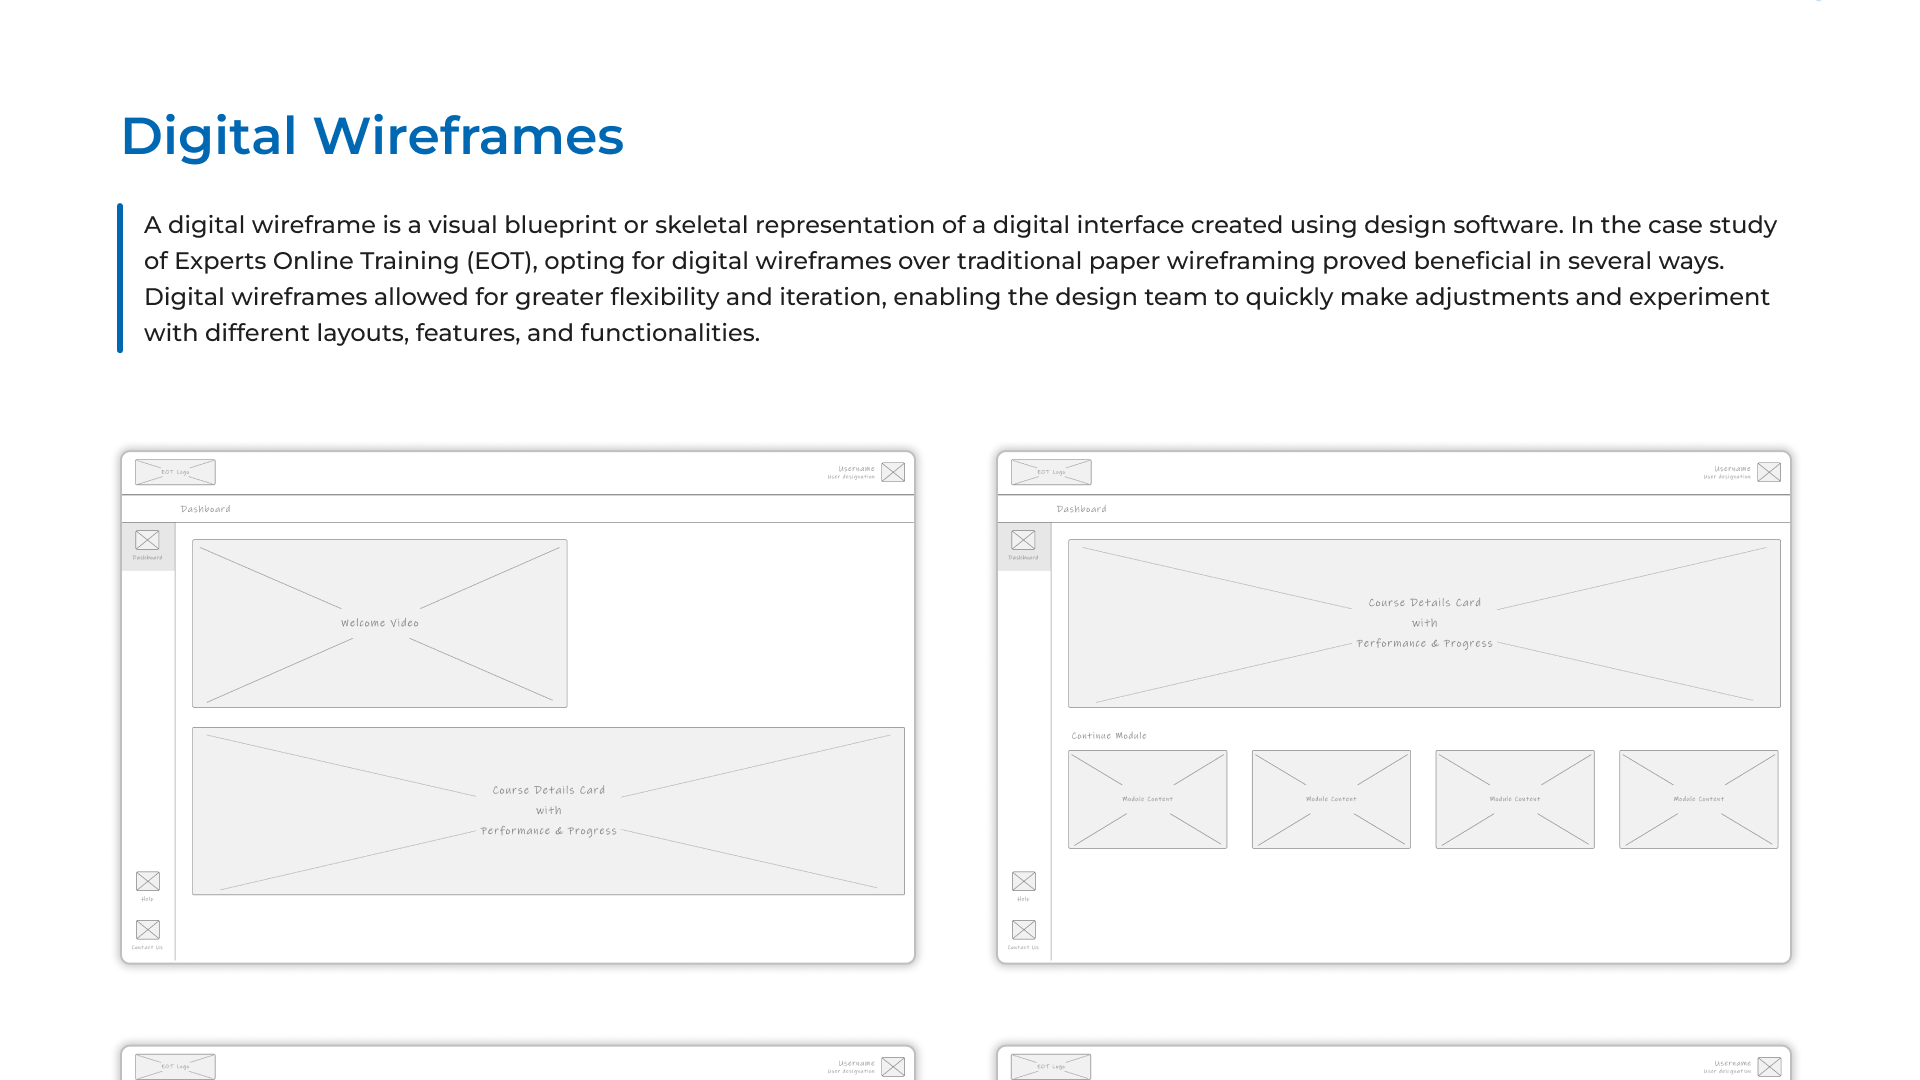 Digital Wireframes
A digital wireframe is a visual blueprint or skeletal representation of a digital interface created using design software. In the case study
of Experts Online Training (EOT), opting for digital wireframes over traditional paper wireframing proved beneficial in several ways.
Digital wireframes allowed for greater flexibility and iteration, enabling the design team to quickly make adjustments and experiment
with different layouts, features, and functionalities.
EOT Logo
Username
User designation
Dashboard
Dashboard
Welcome Video
Course Details Card
with
Performance & Progress
Help
Contact Us
EOT Logo
Username
User designation
Dashboard
Dashboard
Course Details Card
with
Performance & Progress
Continue Module
Module Content
Module Content
Module Content
Module Content
Help
Contact Us
EOT Logo
Username
User designation
EOT Logo
Username
User designation